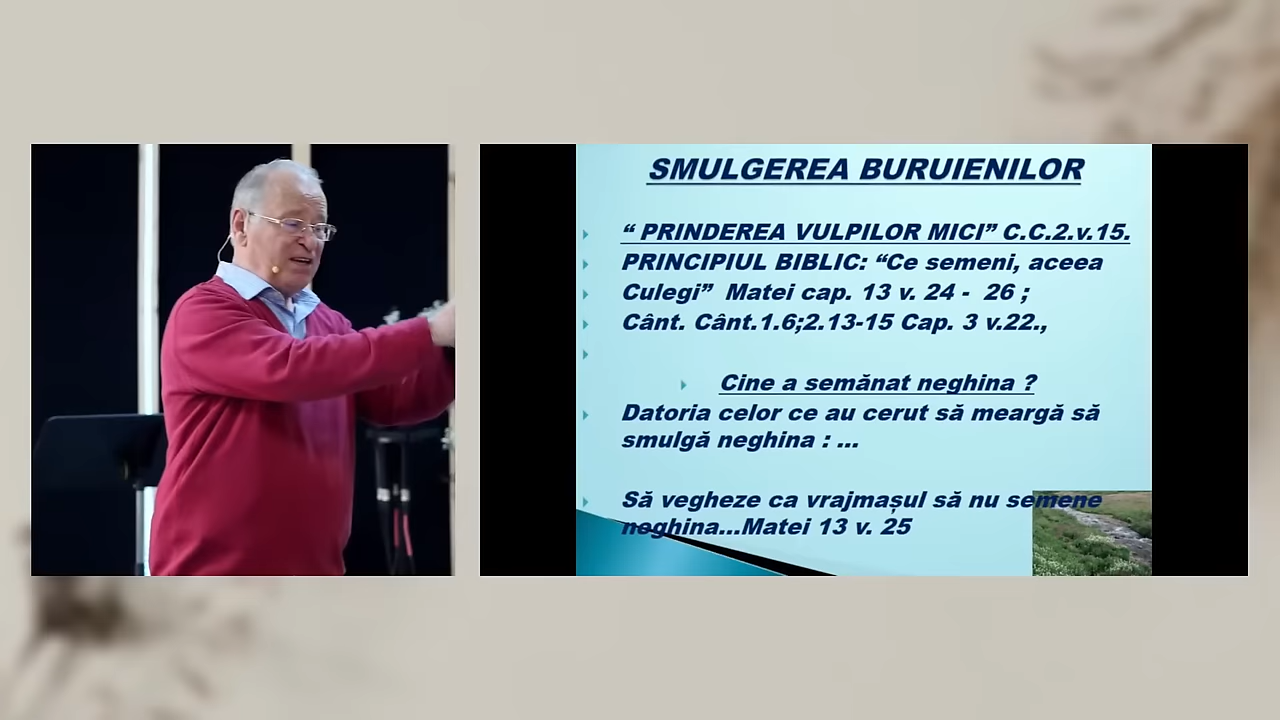 SMULGEREA BURUIENILOR
“ PRINDEREA VULPILOR MICI” C.C.2.v.15.
PRINCIPIUL BIBLIC: “Ce semeni, aceea
Culegi” Matei cap. 13 v. 24 - 26 ;
Cânt. Cânt.1.6;2.13-15 Cap. 3 v.22.,
Cine a semănat neghina ?
Datoria celor ce au cerut să meargă să
smulgă neghina : ...
Să vegheze ca vrajmașul să nu semene
neghina...Matei 13 v. 25